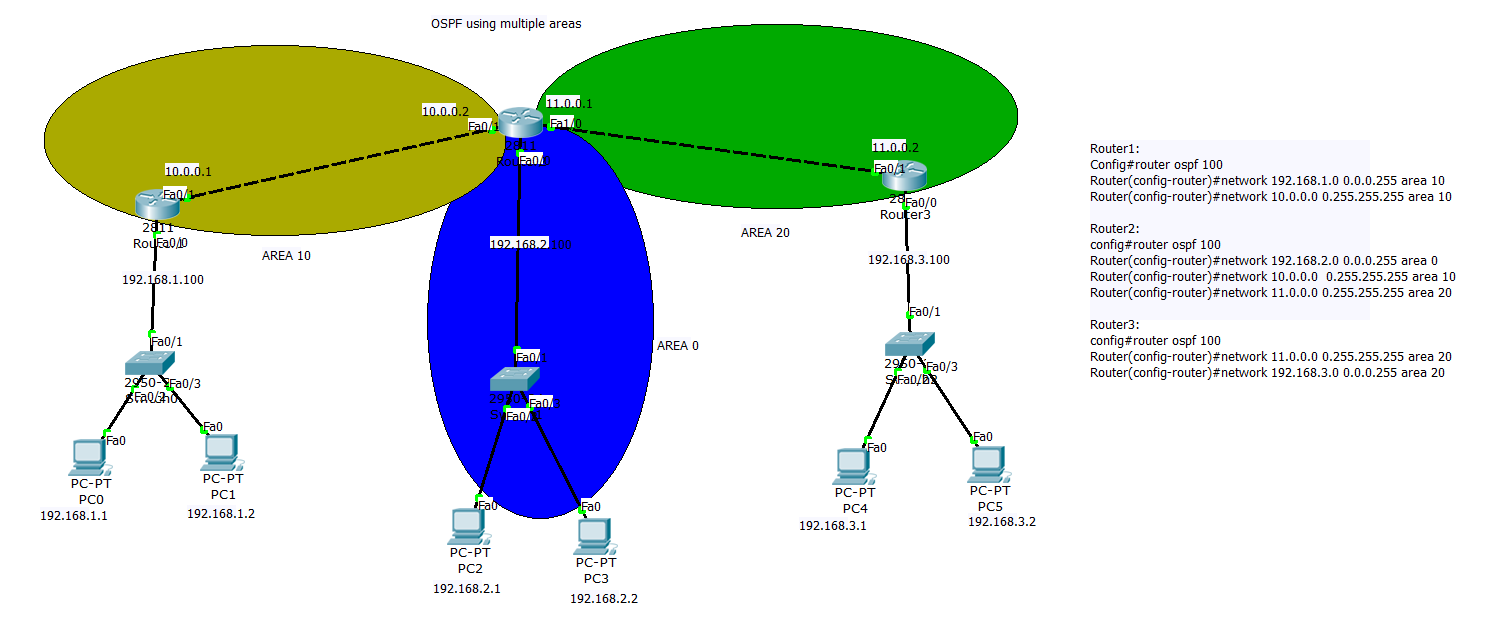 OSPF using multiple areas
10.0.0.2
11.0.0.1
Fa0/1
Fa1/0
2811
Fa0/0
10.0.0.1
Fa0/1
2811
Fa0/0
AREA 10
192.168.1.100
11.0.0.2
Fa0/1
Fa0/0
Router3
AREA 20
192.168.2.100
192.168.3.100
Fa0/1
Fa0/3
Fa0/2
Fa0
Fa0
PC-PT
PC0
192.168.1.1
PC-PT
PC1
192.168.1.2
Fa0/1
AREA 0
Fa0
Fa0
PC-PT
PC2
192.168.2.1
PC-PT
PC3
192.168.2.2
Fa0/1
Fa0/3
Fa0
Fa0
PC-PT
PC4
192.168.3.1
PC-PT
PC5
192.168.3.2
Router1:
Config#router ospf 100
Router(config-router)#network 192.168.1.0 0.0.0.255 area 10
Router(config-router)#network 10.0.0.0 0.255.255.255 area 10
Router2:
config#router ospf 100
Router(config-router)#network 192.168.2.0 0.0.0.255 area 0
Router(config-router)#network 10.0.0.0  0.255.255.255 area 10
Router(config-router)#network 11.0.0.0 0.255.255.255 area 20
Router3:
config#router ospf 100
Router(config-router)#network 11.0.0.0 0.255.255.255 area 20
Router(config-router)#network 192.168.3.0 0.0.0.255 area 20